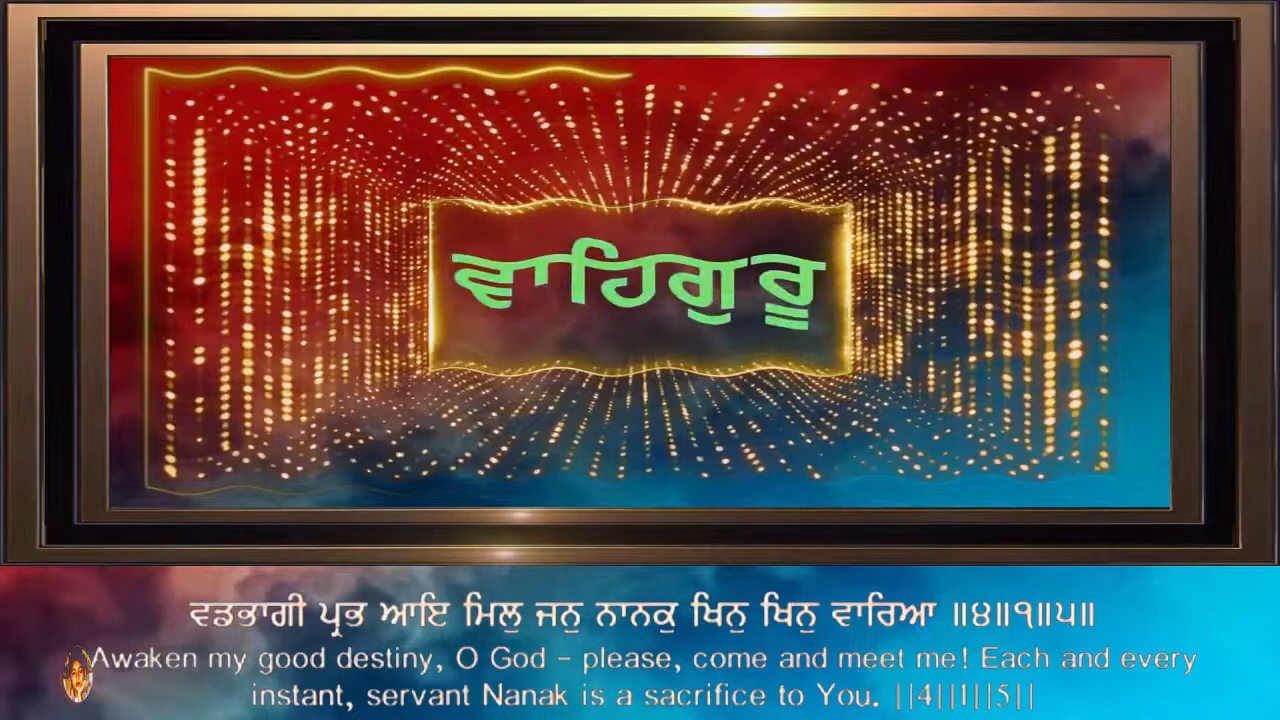 ਵਾਹਿਗੁਰੂ
ਵਡਭਾਗੀ ਪ੍ਰਭ ਆਇ ਮਿਲੁ ਜਨੁ ਨਾਨਕੁ ਖਿਨੁ ਖਿਨੁ ਵਾਰਿਆ ॥੪॥੧॥੫॥
Awaken my good destiny, O God - please, come and meet me! Each and every
instant, servant Nanak is a sacrifice to You. ||4||1||5||